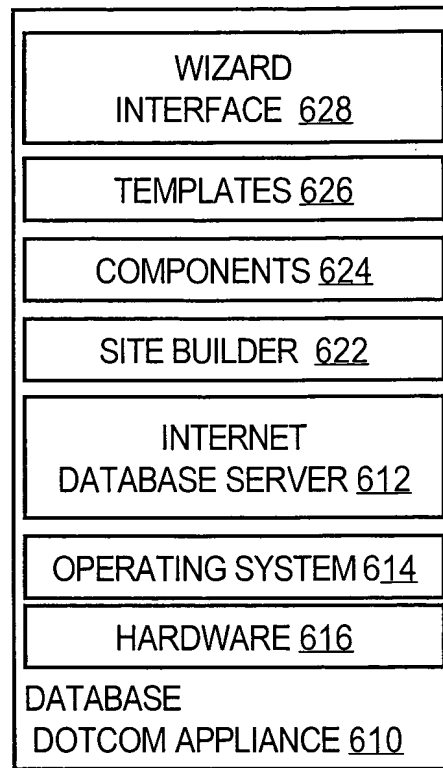 WIZARD
INTERFACE 628
TEMPLATES 626
COMPONENTS 624
SITE BUILDER 622
INTERNET
DATABASE SERVER 612
OPERATING SYSTEM 614
HARDWARE 616
DATABASE
DOTCOM APPLIANCE 610